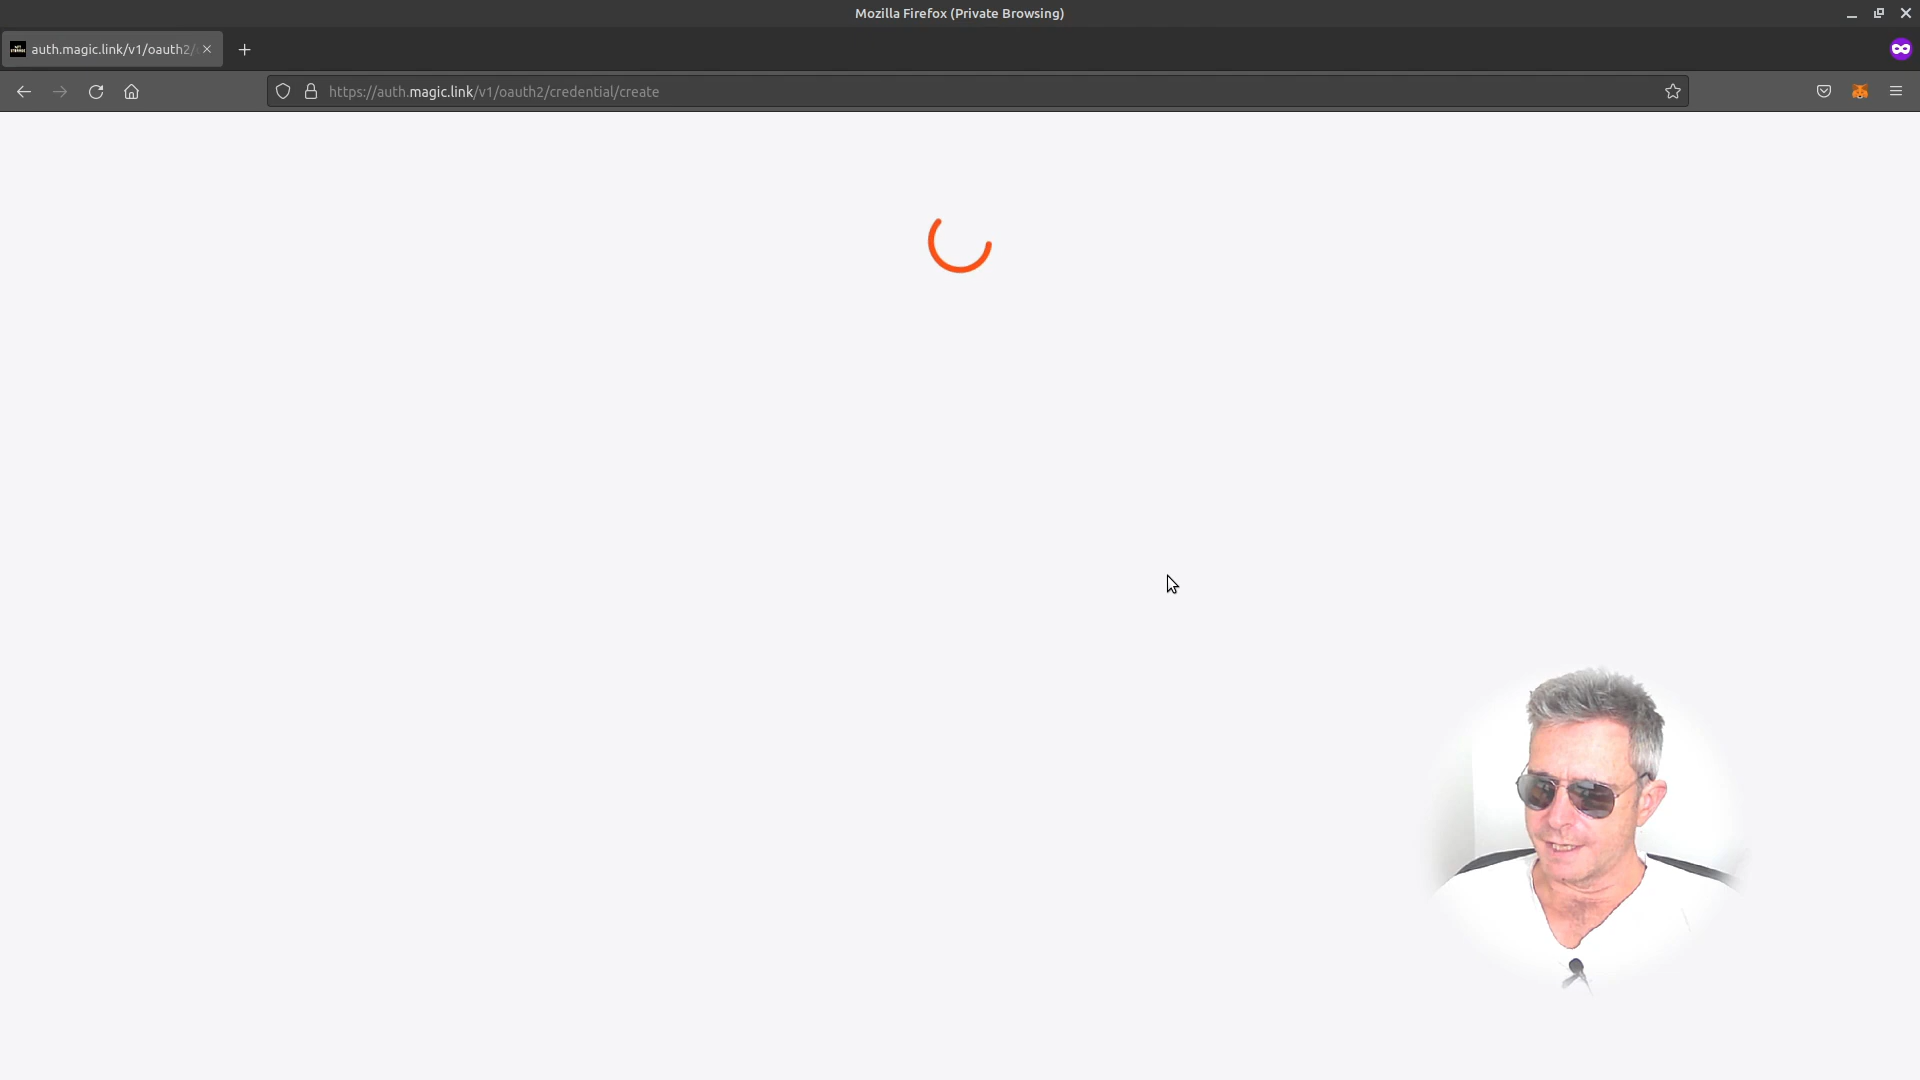 Mozilla Firefox (Private Browsing)
auth.magic.link/v1/oauth2/
https://auth.magic.link/v1/oauth2/credential/create